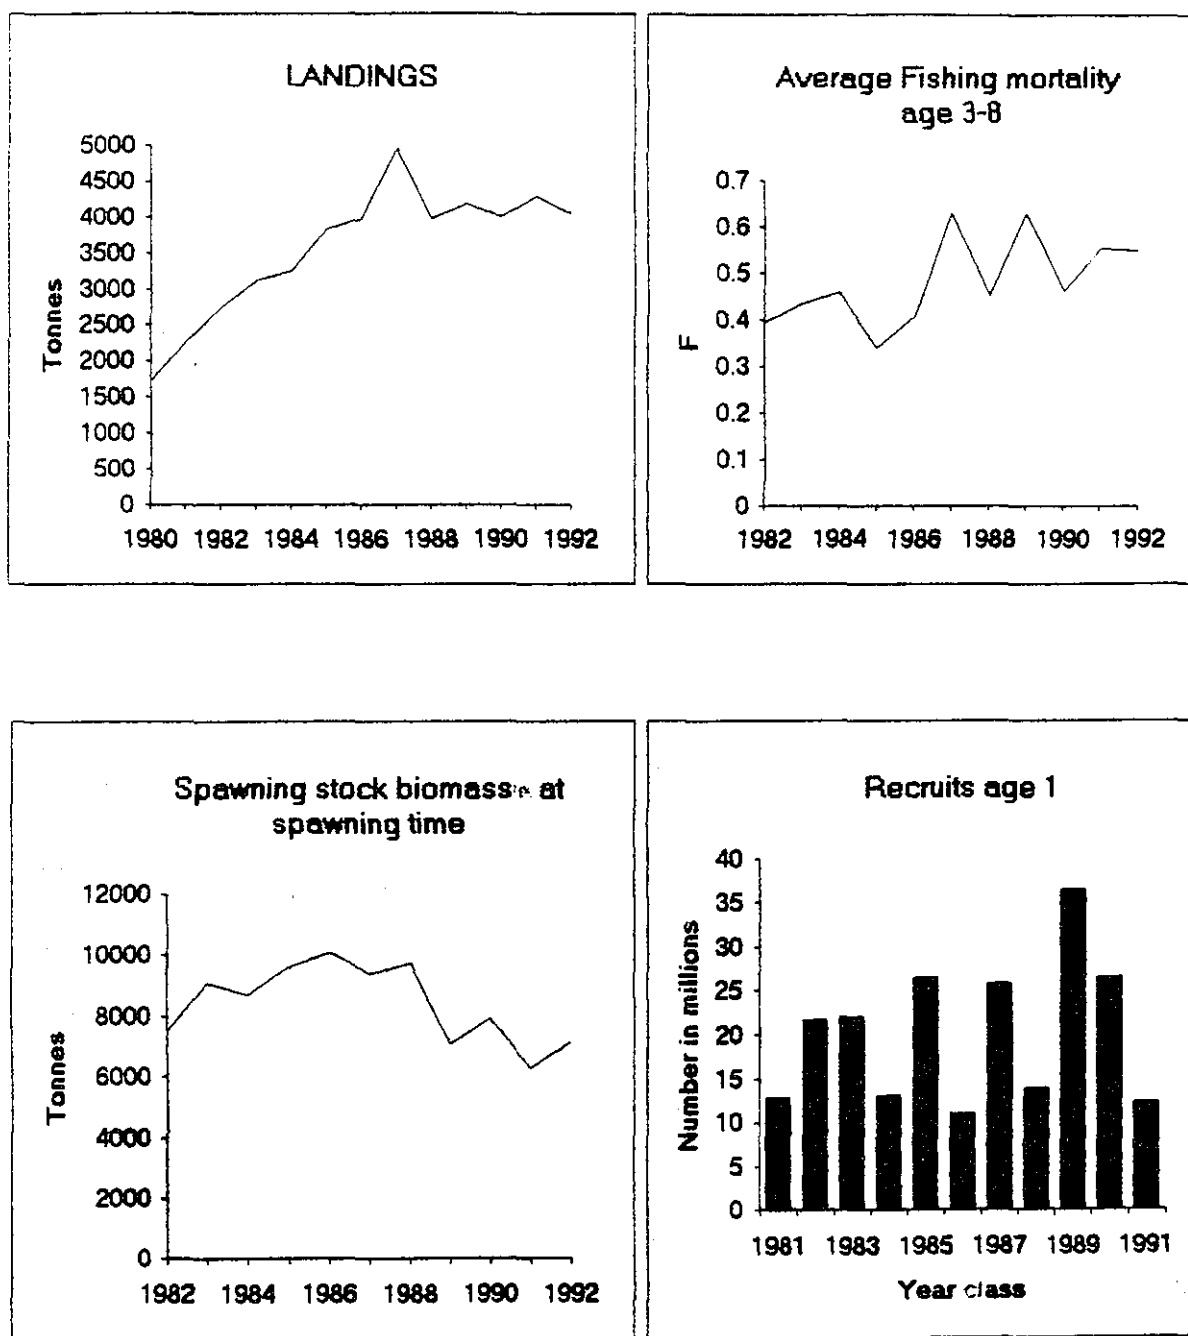 LANDINGS
Tonnes
5000
4500
4000
3500
3000
2500
2000
1500
1000
500
0
1980 1982 1984 1986 1988 1990 1992
Average Fishing mortality
age 3-8
F
0.7
0.6
0.5
0.4
0.3
0.2
0.1
0
1982 1984 1986 1988 1990 1992
Spawning stock biomass at
spawning time
Tonnes
12000
10000
8000
6000
4000
2000
0
1982 1984 1986 1988 1990 1992
Recruits age 1
Number in millions
40
35
30
25
20
15
10
5
0
1981 1983 1985 1987 1989 1991
Year class